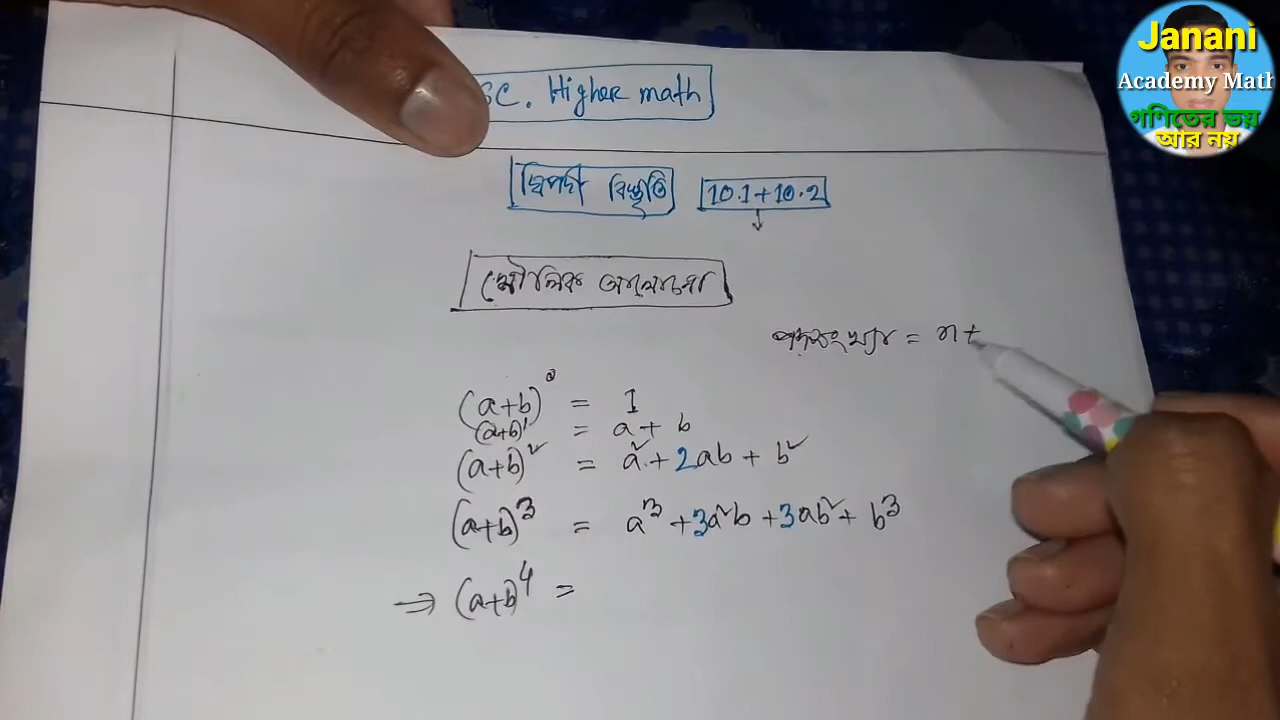 Janani
Academy Math
গণিতের ভয়
আর নয়
SC. Higher math
দ্বিপদী বিস্তৃতি 10.1+10.2
মৌলিক আলোচনা
পদসংখ্যা = n+
(a+b)⁰ = 1
(a+b)¹ = a + b
(a+b)² = a² + 2ab + b²
(a+b)³ = a³ + 3a²b + 3ab² + b³
⇒ (a+b)⁴ =